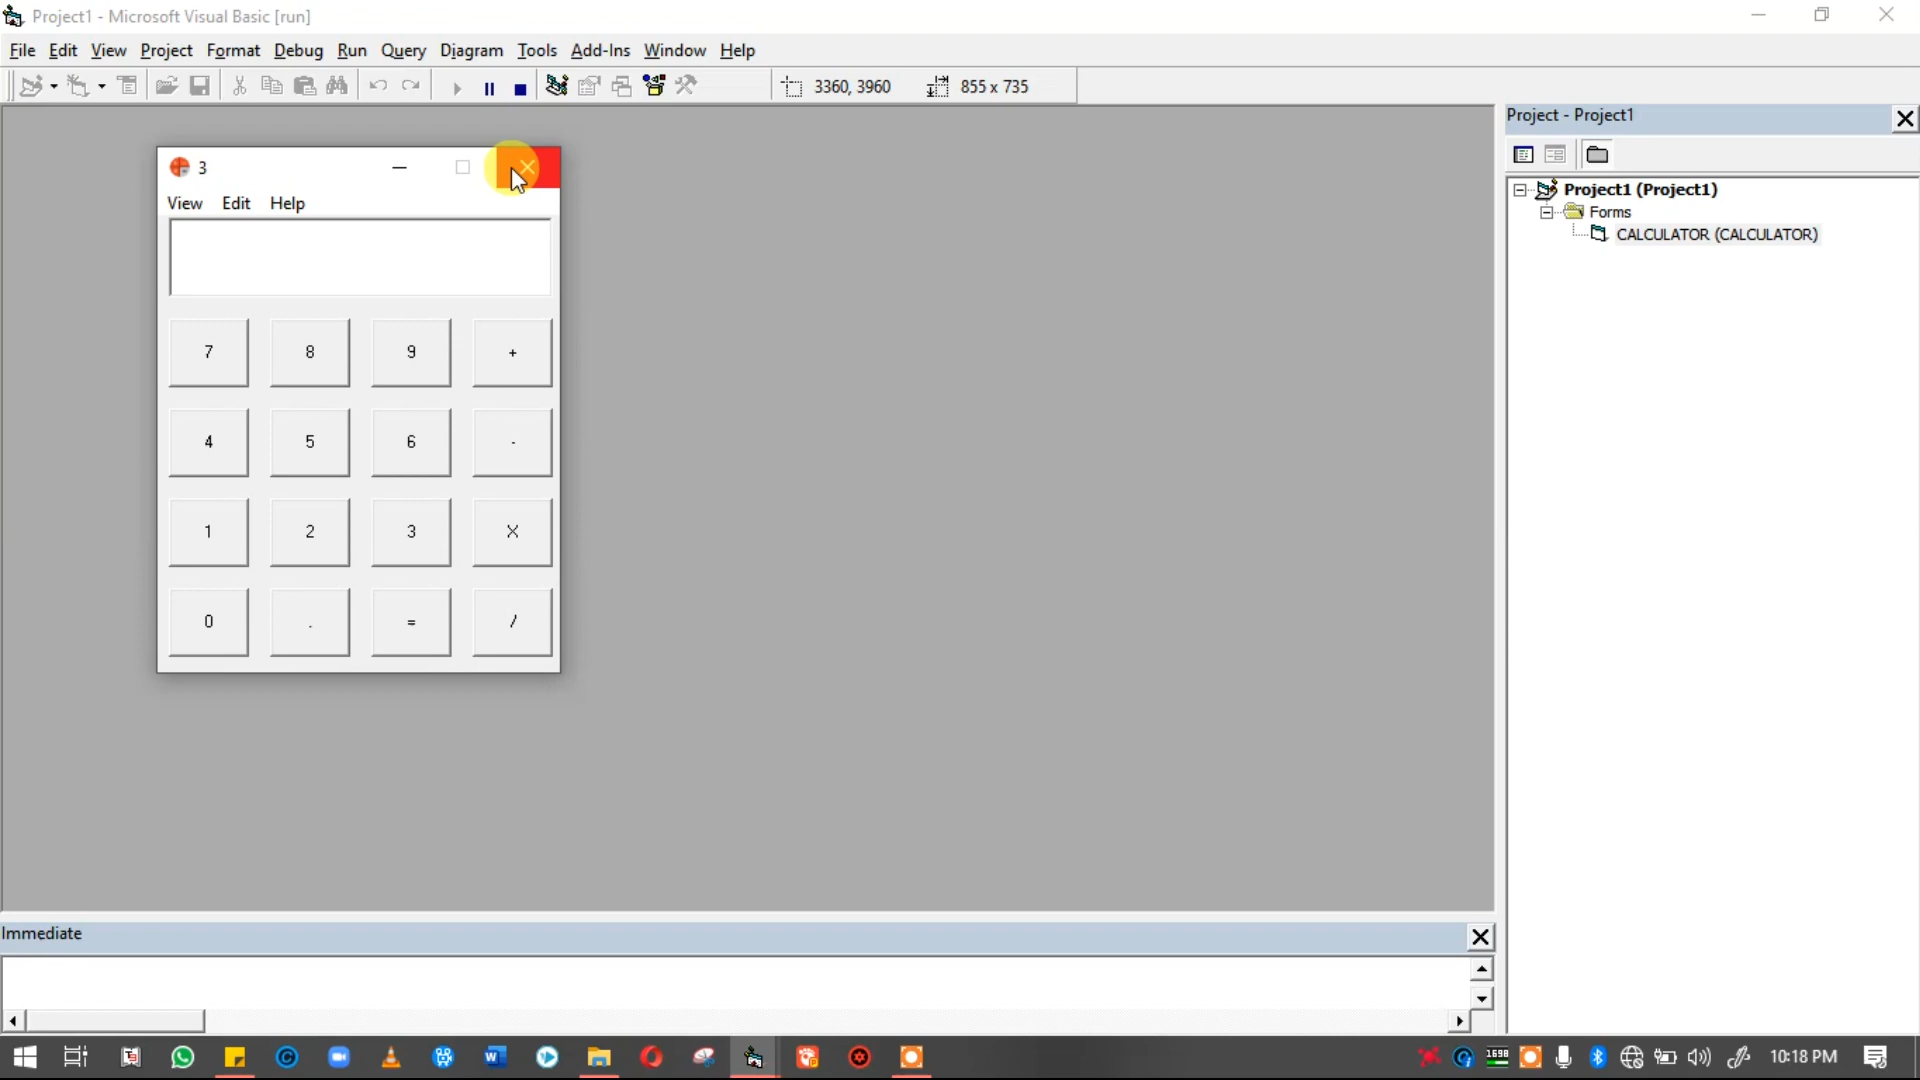 Project1 - Microsoft Visual Basic [run]
File Edit View Project Format Debug Run Query Diagram Tools Add-Ins Window Help
3360, 3960 855 x 735
Project - Project1
Project1 (Project1)
Forms
CALCULATOR (CALCULATOR)
3
View Edit Help
7 8 9 +
4 5 6 -
1 2 3 X
0 . = /
Immediate
1698
10:18 PM